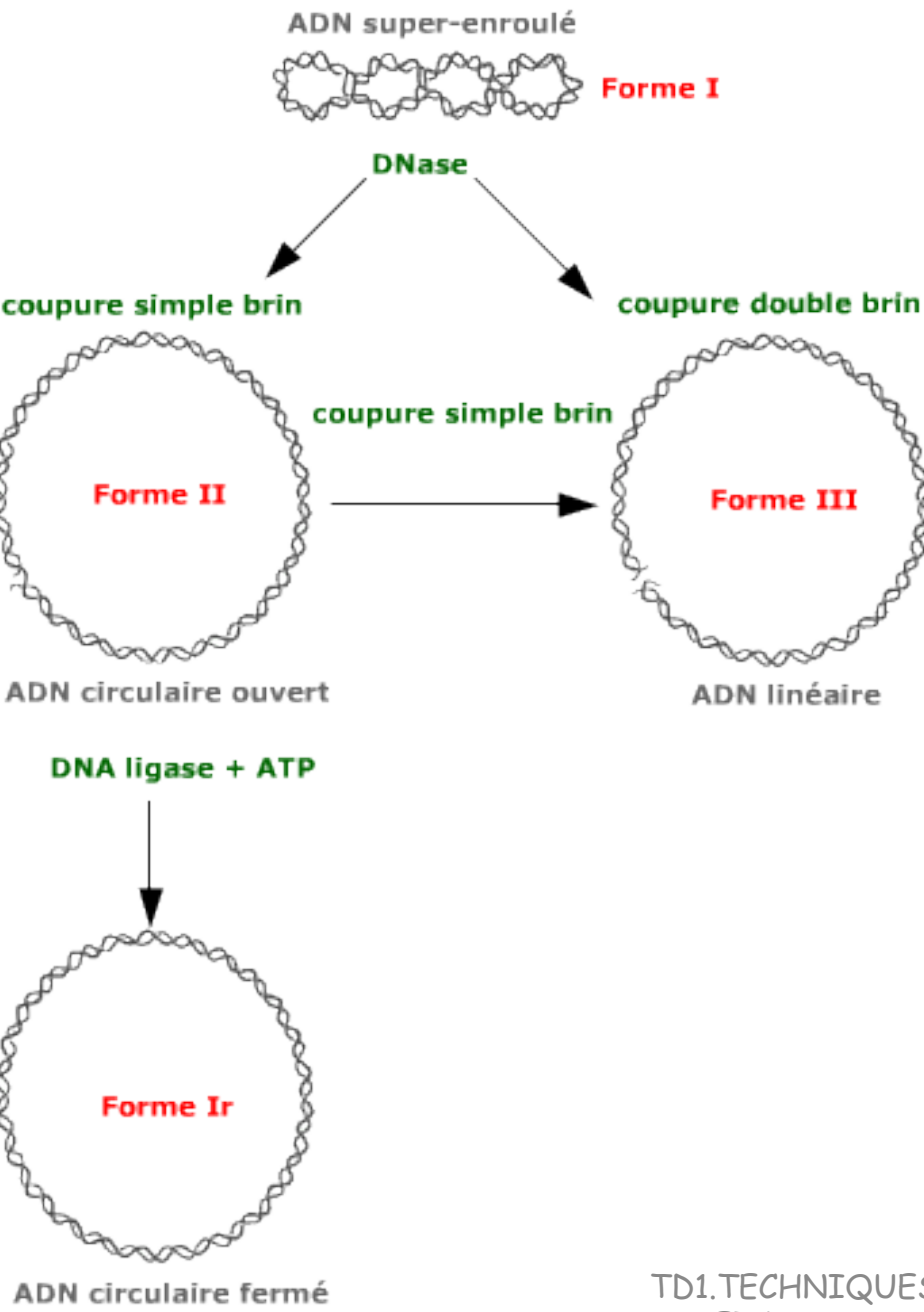 ADN super-enroulé
Forme I
DNase
coupure simple brin
coupure double brin
coupure simple brin
Forme II
Forme III
ADN circulaire ouvert
ADN linéaire
DNA ligase + ATP
Forme Ir
ADN circulaire fermé
TD1.TECHNIQUES